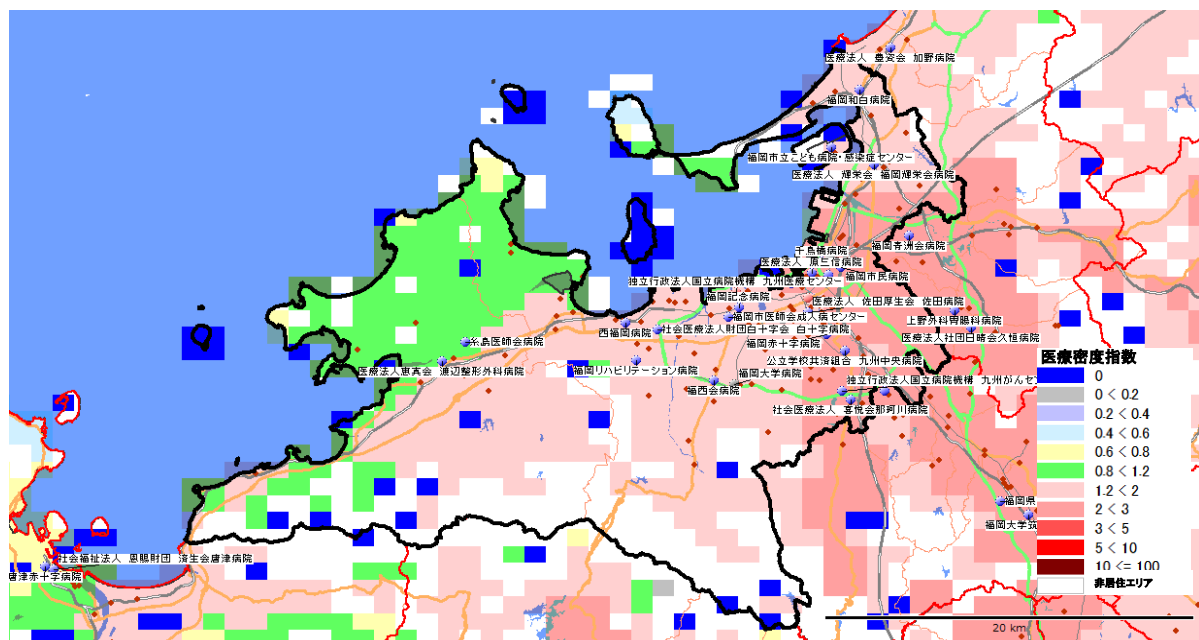 医療法人 豊資会 加野病院
福岡和白病院
福岡市立こども病院・感染症センター
医療法人 輝栄会 福岡輝栄会病院
千鳥橋病院
福岡青洲会病院
医療法人 原三信病院
福岡市民病院
独立行政法人国立病院機構 九州医療センター
福岡記念病院
医療法人 佐田厚生会 佐田病院
福岡市医師会成人病センター
上野外科胃腸科病院
西福岡病院
社会医療法人財団白十字会 白十字病院
福岡赤十字病院
医療法人社団日晴会久恒病院
糸島医師会病院
医療法人恵真会 渡辺整形外科病院
福岡リハビリテーション病院
公立学校共済組合 九州中央病院
福岡大学病院
福西会病院
独立行政法人国立病院機構 九州がんセ
社会医療法人 喜悦会那珂川病院
医療密度指数
0
0 < 0.2
0.2 < 0.4
0.4 < 0.6
0.6 < 0.8
0.8 < 1.2
1.2 < 2
2 < 3
3 < 5
5 < 10
10 <= 100
非居住エリア
福岡県
福岡大学筑
社会福祉法人 恩賜財団 済生会唐津病院
唐津赤十字病院
20 km